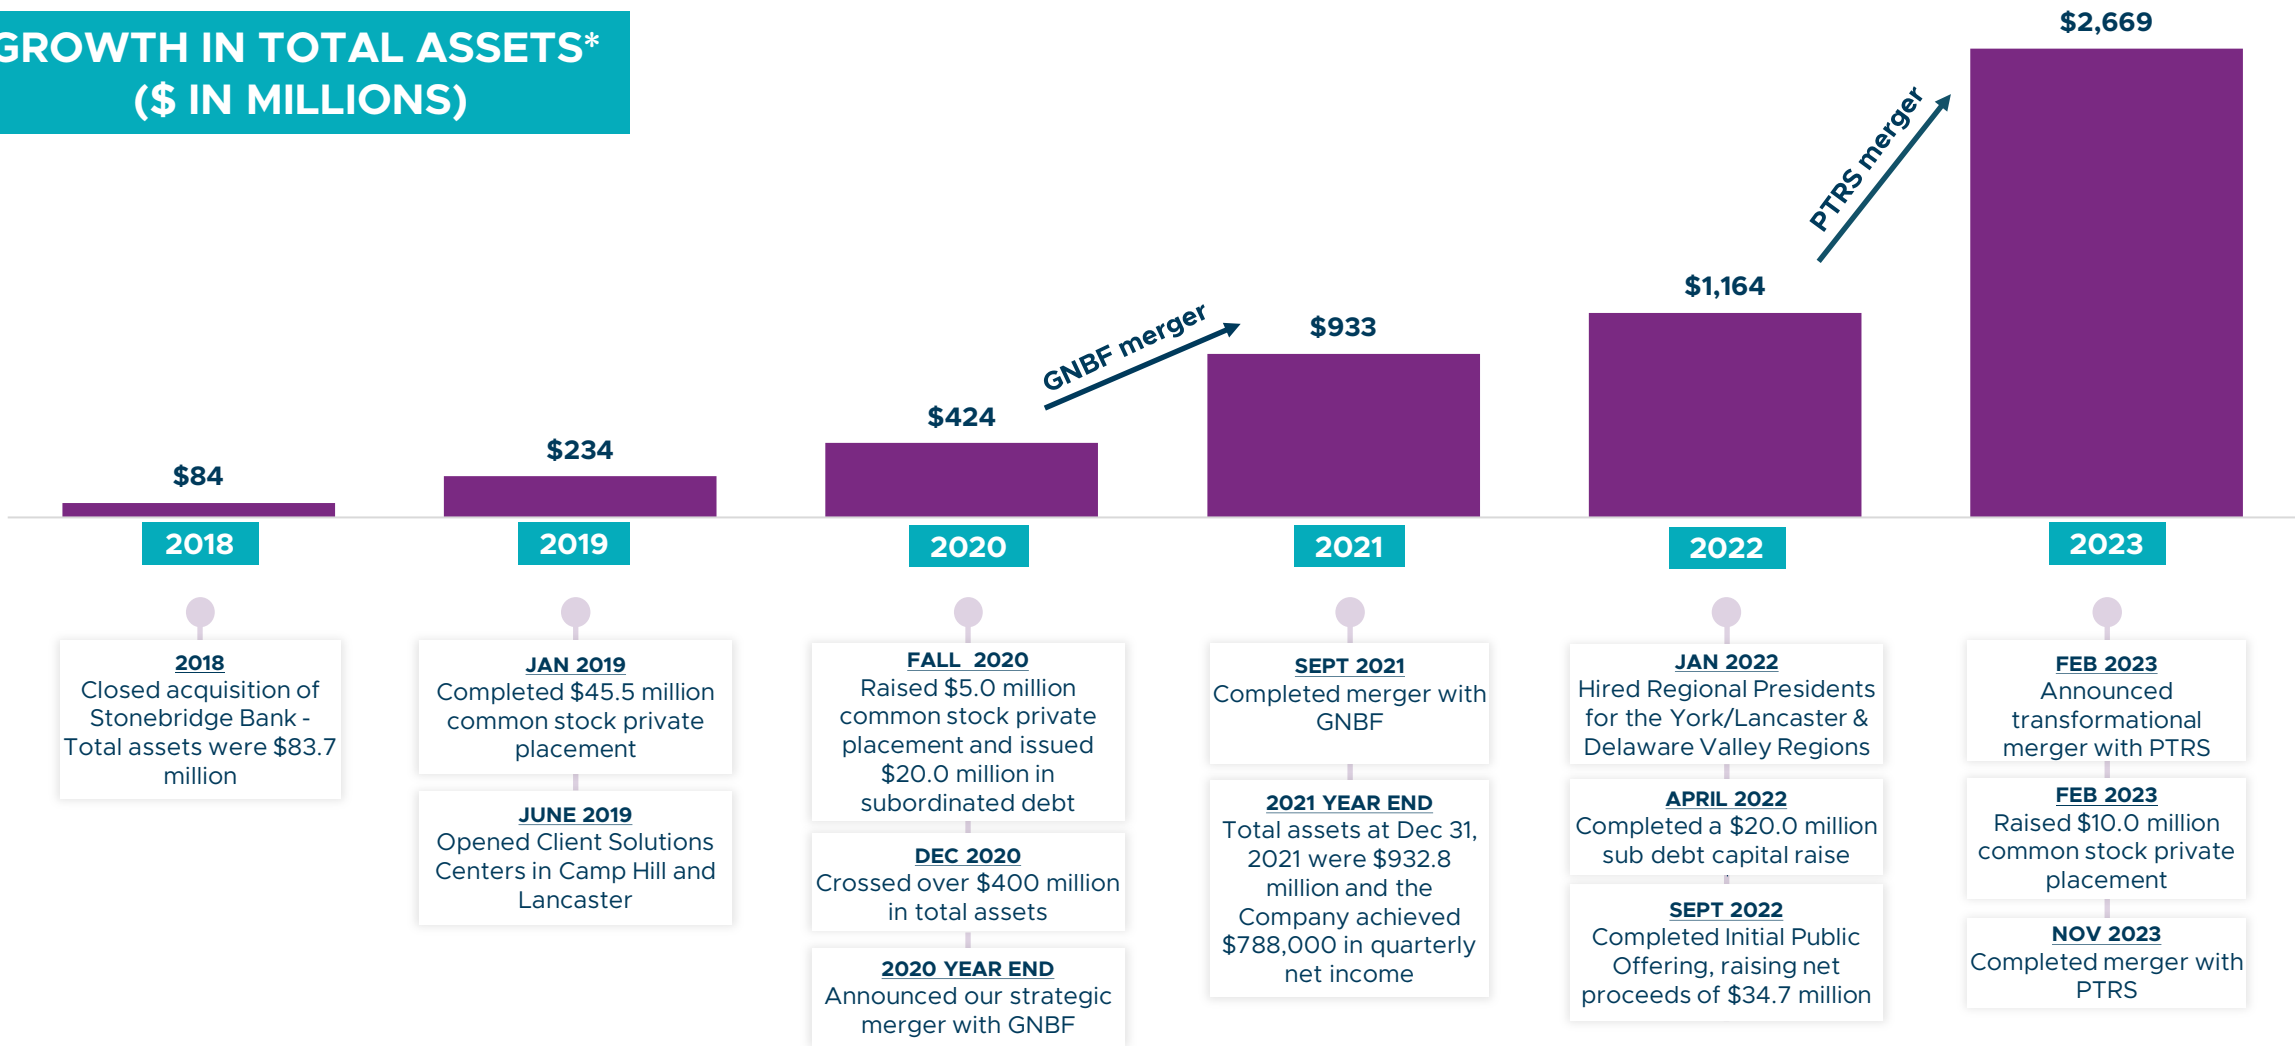 GROWTH IN TOTAL ASSETS*
($ IN MILLIONS)
$84
$234
$424
GNBF merger
$933
$1,164
PTRS merger
$2,669
2018
2019
2020
2021
2022
2023
2018
Closed acquisition of
Stonebridge Bank -
Total assets were $83.7
million
JAN 2019
Completed $45.5 million
common stock private
placement
JUNE 2019
Opened Client Solutions
Centers in Camp Hill and
Lancaster
FALL 2020
Raised $5.0 million
common stock private
placement and issued
$20.0 million in
subordinated debt
DEC 2020
Crossed over $400 million
in total assets
2020 YEAR END
Announced our strategic
merger with GNBF
SEPT 2021
Completed merger with
GNBF
2021 YEAR END
Total assets at Dec 31,
2021 were $932.8
million and the
Company achieved
$788,000 in quarterly
net income
JAN 2022
Hired Regional Presidents
for the York/Lancaster &
Delaware Valley Regions
APRIL 2022
Completed a $20.0 million
sub debt capital raise
SEPT 2022
Completed Initial Public
Offering, raising net
proceeds of $34.7 million
FEB 2023
Announced
transformational
merger with PTRS
FEB 2023
Raised $10.0 million
common stock private
placement
NOV 2023
Completed merger with
PTRS